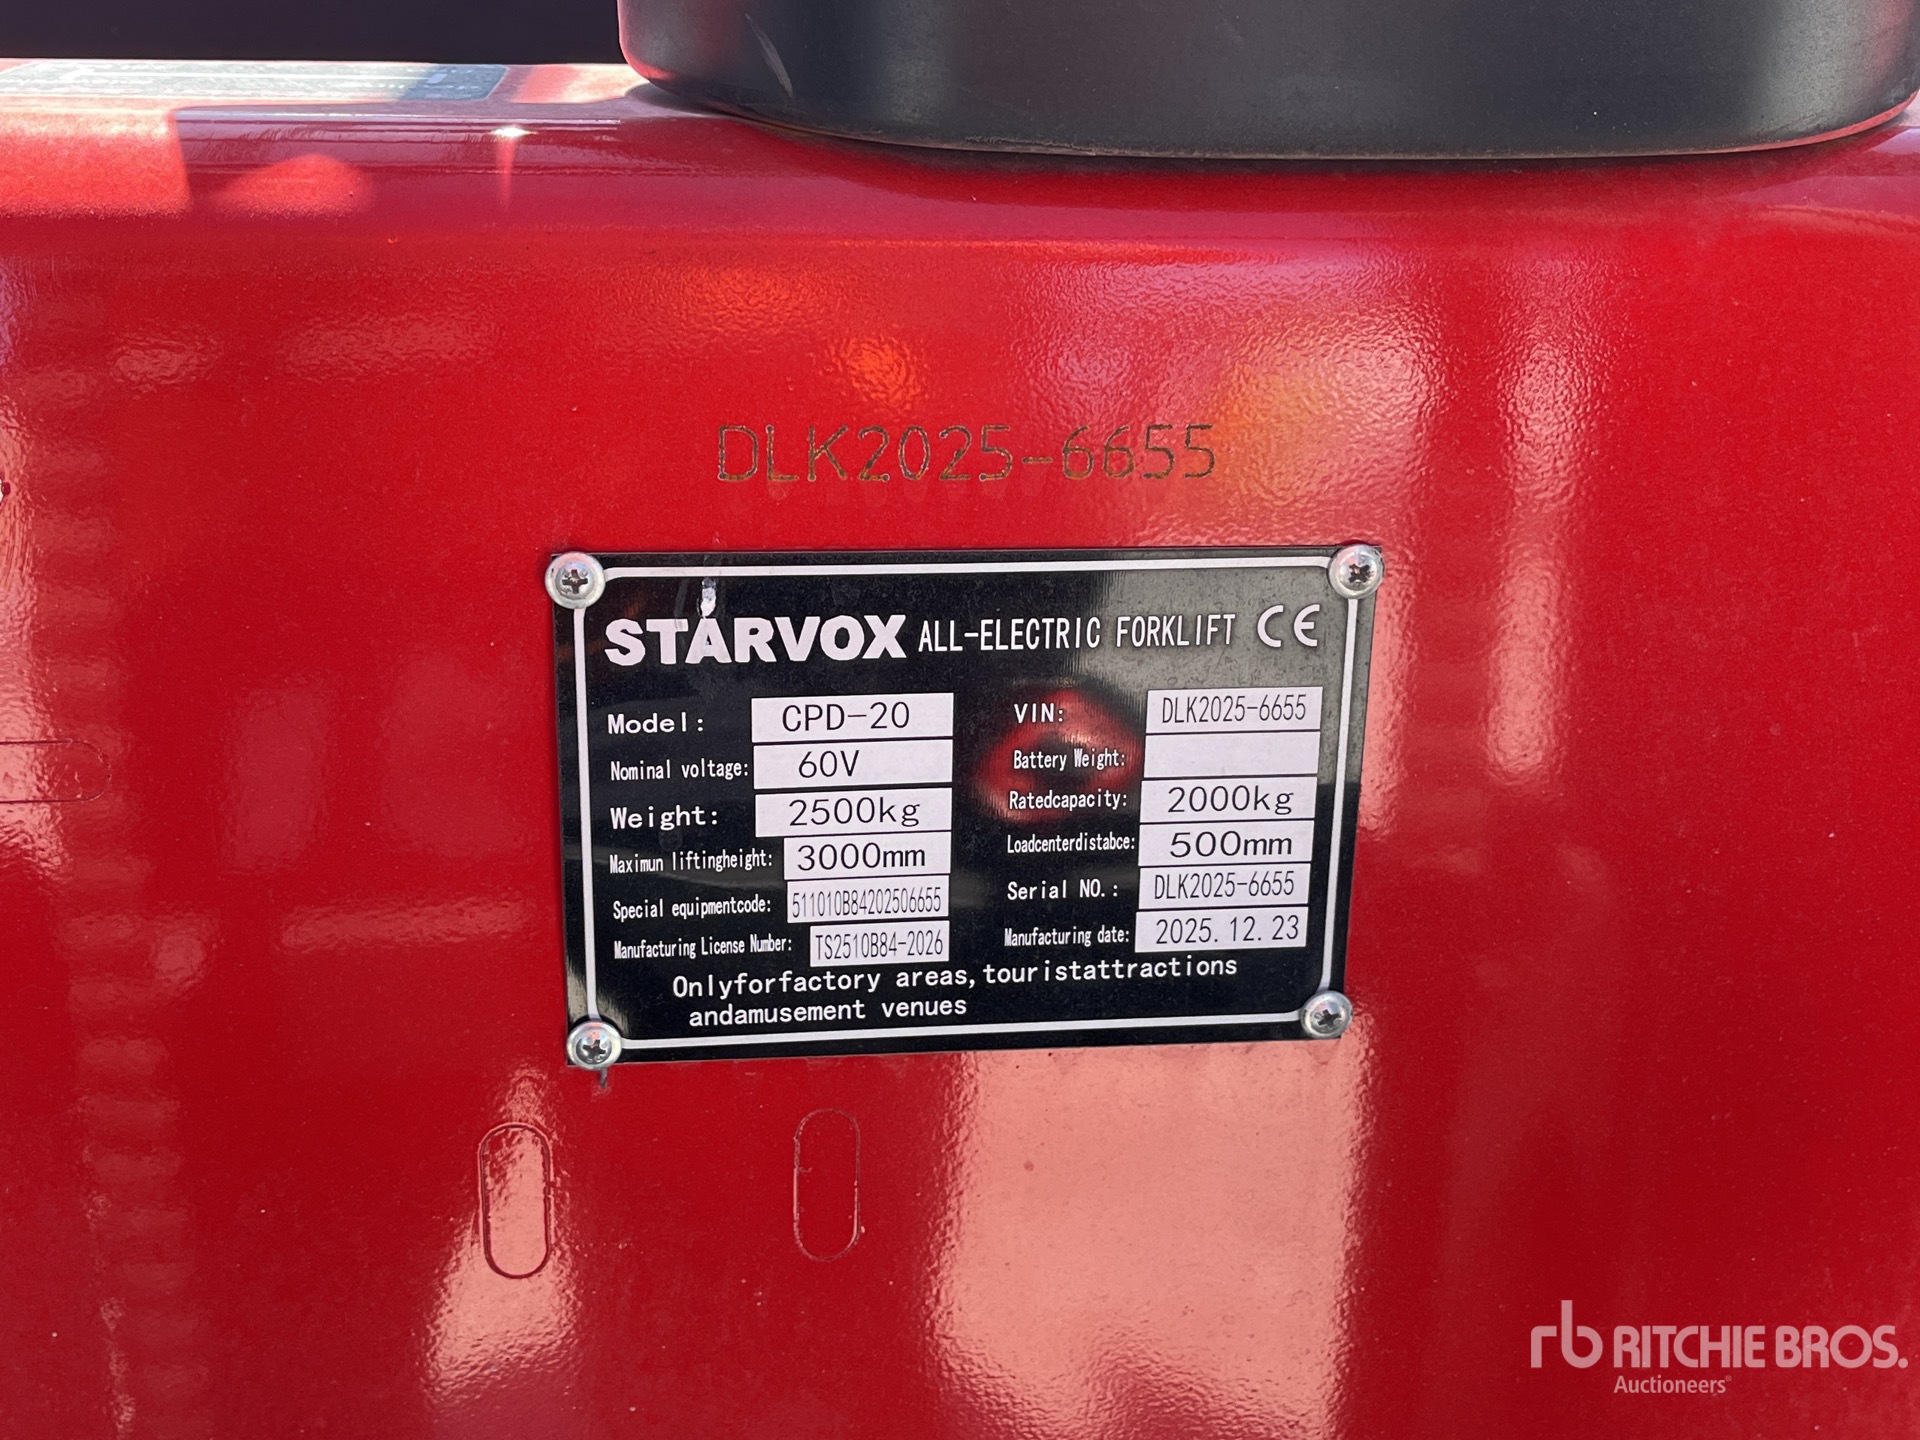 DLK2025-6655
STARVOX ALL-ELECTRIC FORKLIFT CE
Model: CPD-20
VIN: DLK2025-6655
Nominal voltage: 60V
Battery Weight:
Weight: 2500kg
Ratedcapacity: 2000kg
Maximun liftingheight: 3000mm
Loadcenterdistabce: 500mm
Special equipmentcode: 511010B84202506655
Serial NO.: DLK2025-6655
Manufacturing License Number: TS2510B84-2026
Manufacturing date: 2025.12.23
Onlyforfactory areas,touristattractions
andamusement venues
rb RITCHIE BROS.
Auctioneers